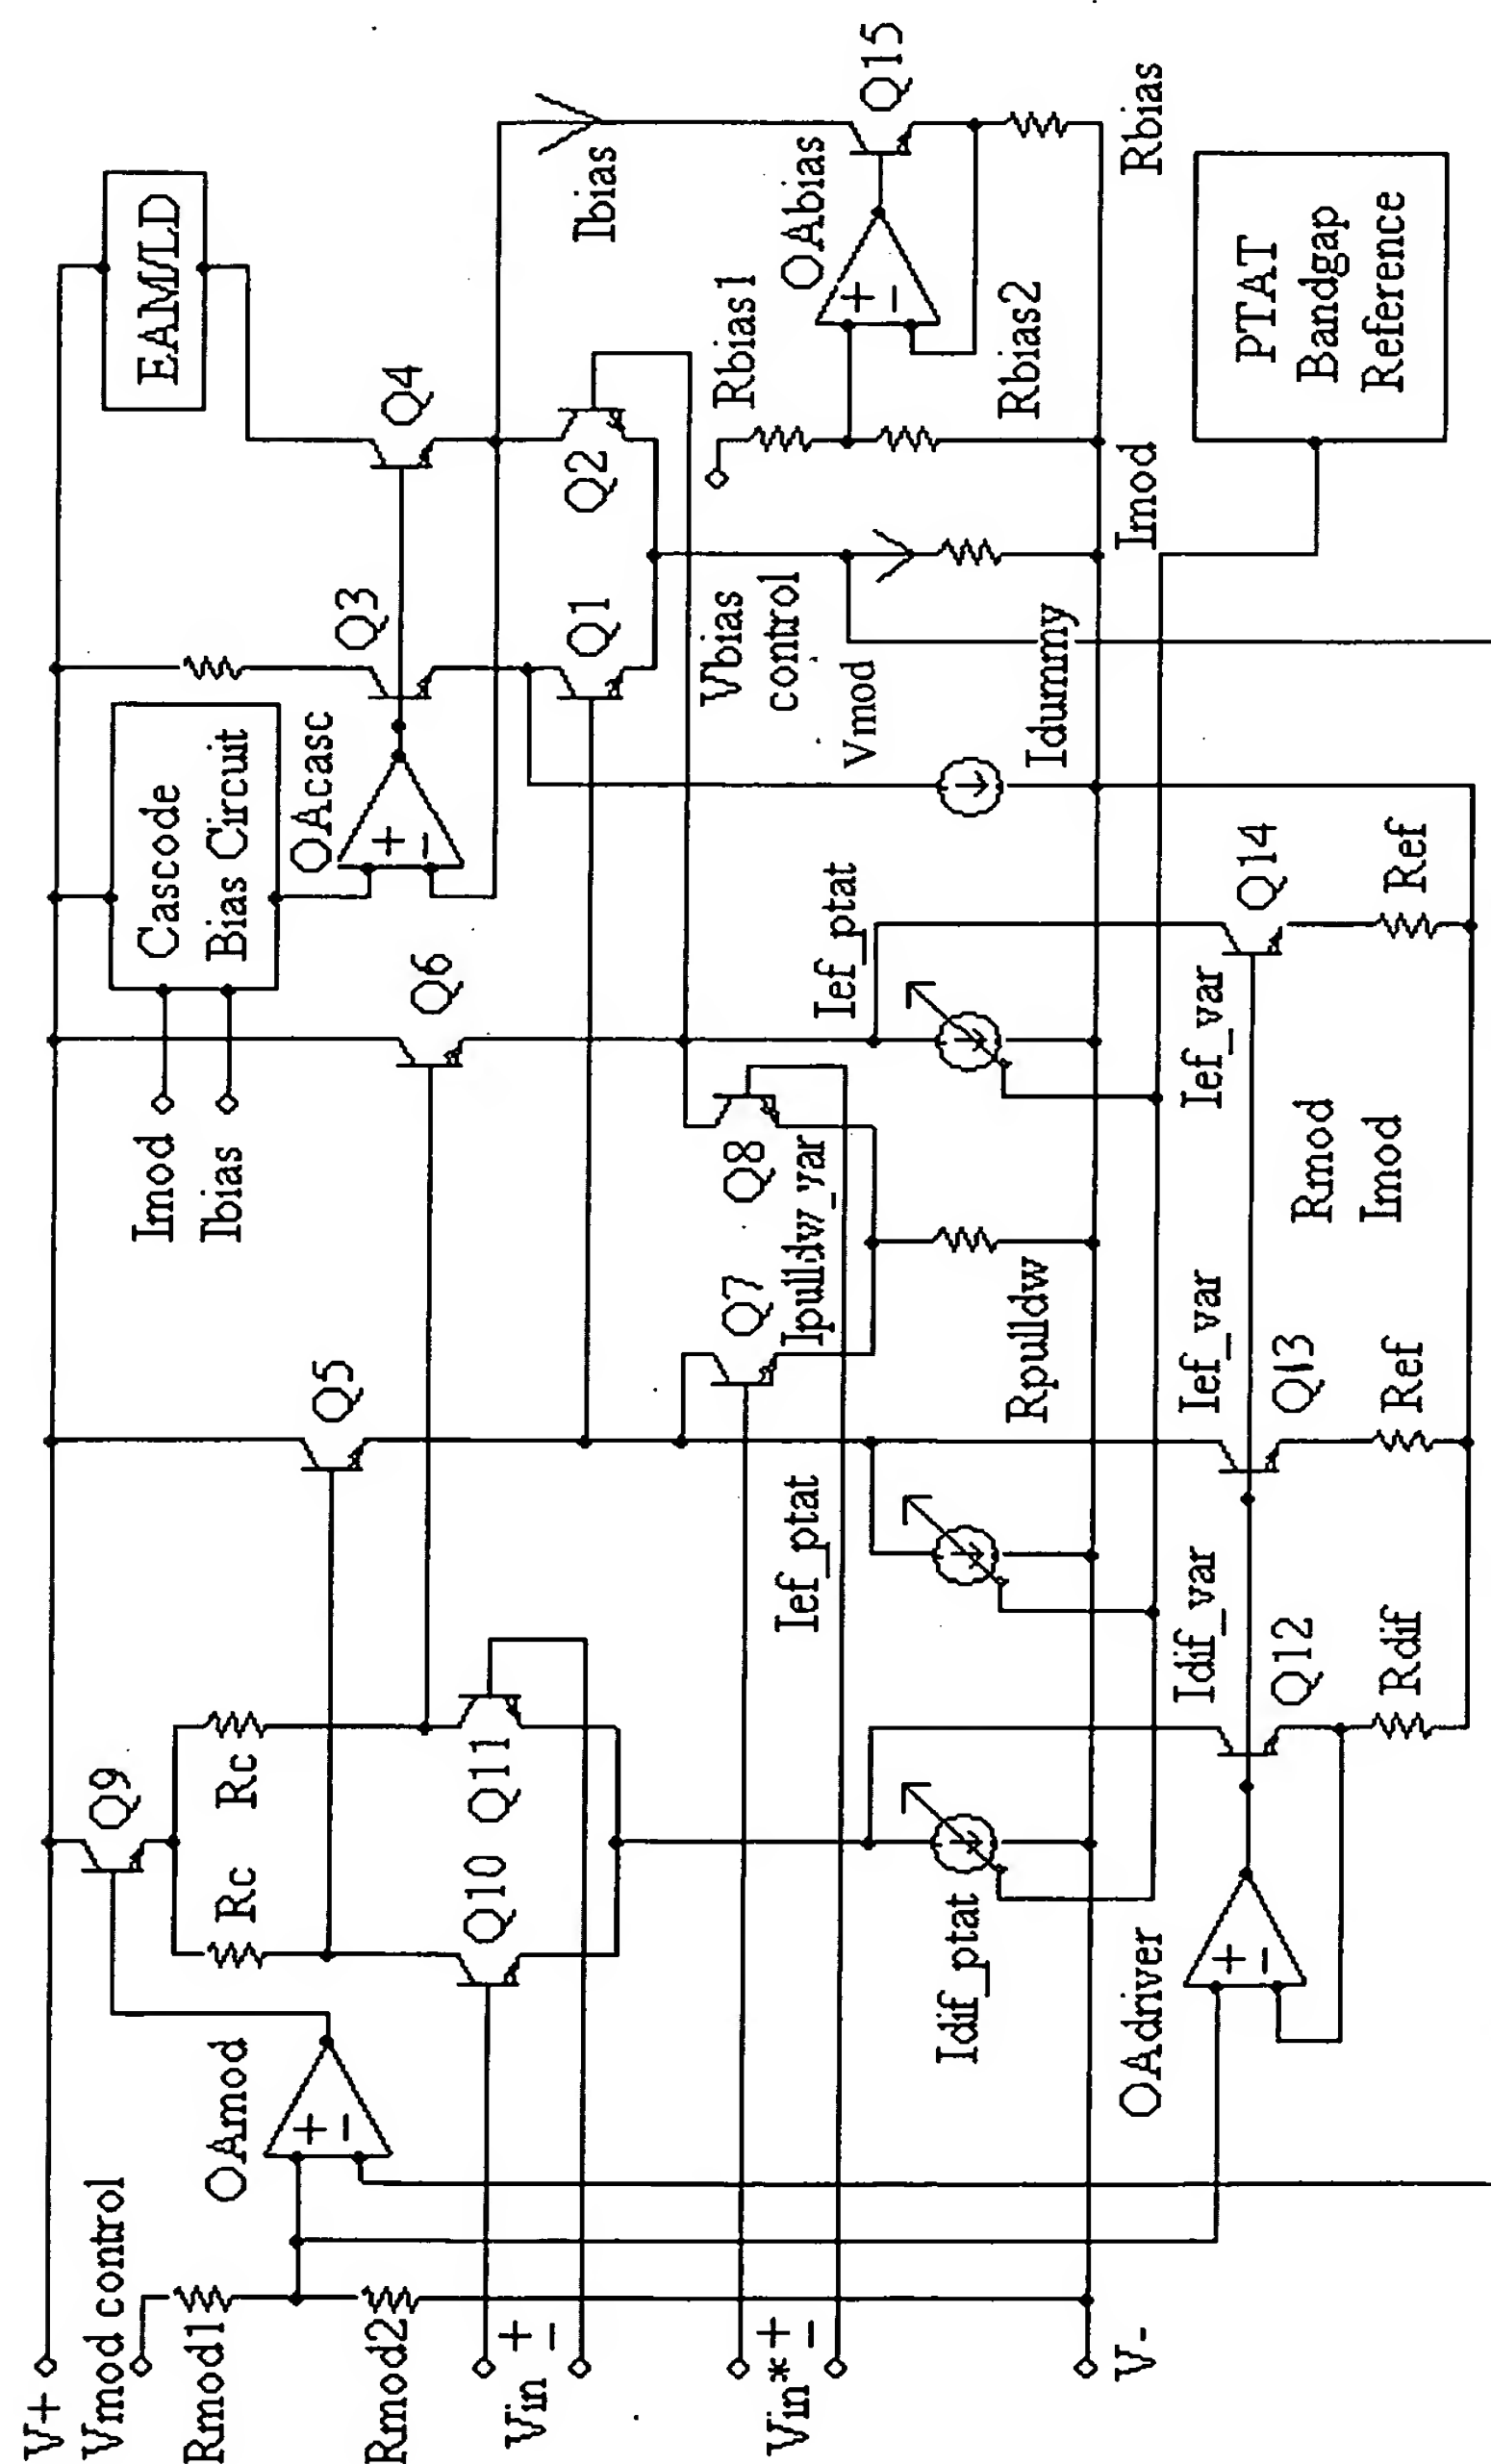 V+
Vmod control
Rmod1
Rmod2
Vin
+
−
Vin*
+
−
V-
OAmod
+
−
Q9
Rc
Rc
Q10
Q11
Idif_ptat
OAdriver
+
−
Idif_var
Q12
Rdif
Q5
Ief_ptat
Q7
Ipulldw_var
Q8
Rpulldw
Ief_var
Q13
Ref
Rmod
Imod
Imod
Ibias
Cascode
Bias Circuit
OAcasc
+
−
Q6
Ief_ptat
Ief_var
Q14
Ref
Q3
Q1
Vbias
control
Vmod
Idummy
Imod
EAM/LD
Q4
Q2
Ibias
Rbias1
Rbias2
OAbias
+
−
Q15
Rbias
PTAT
Bandgap
Reference